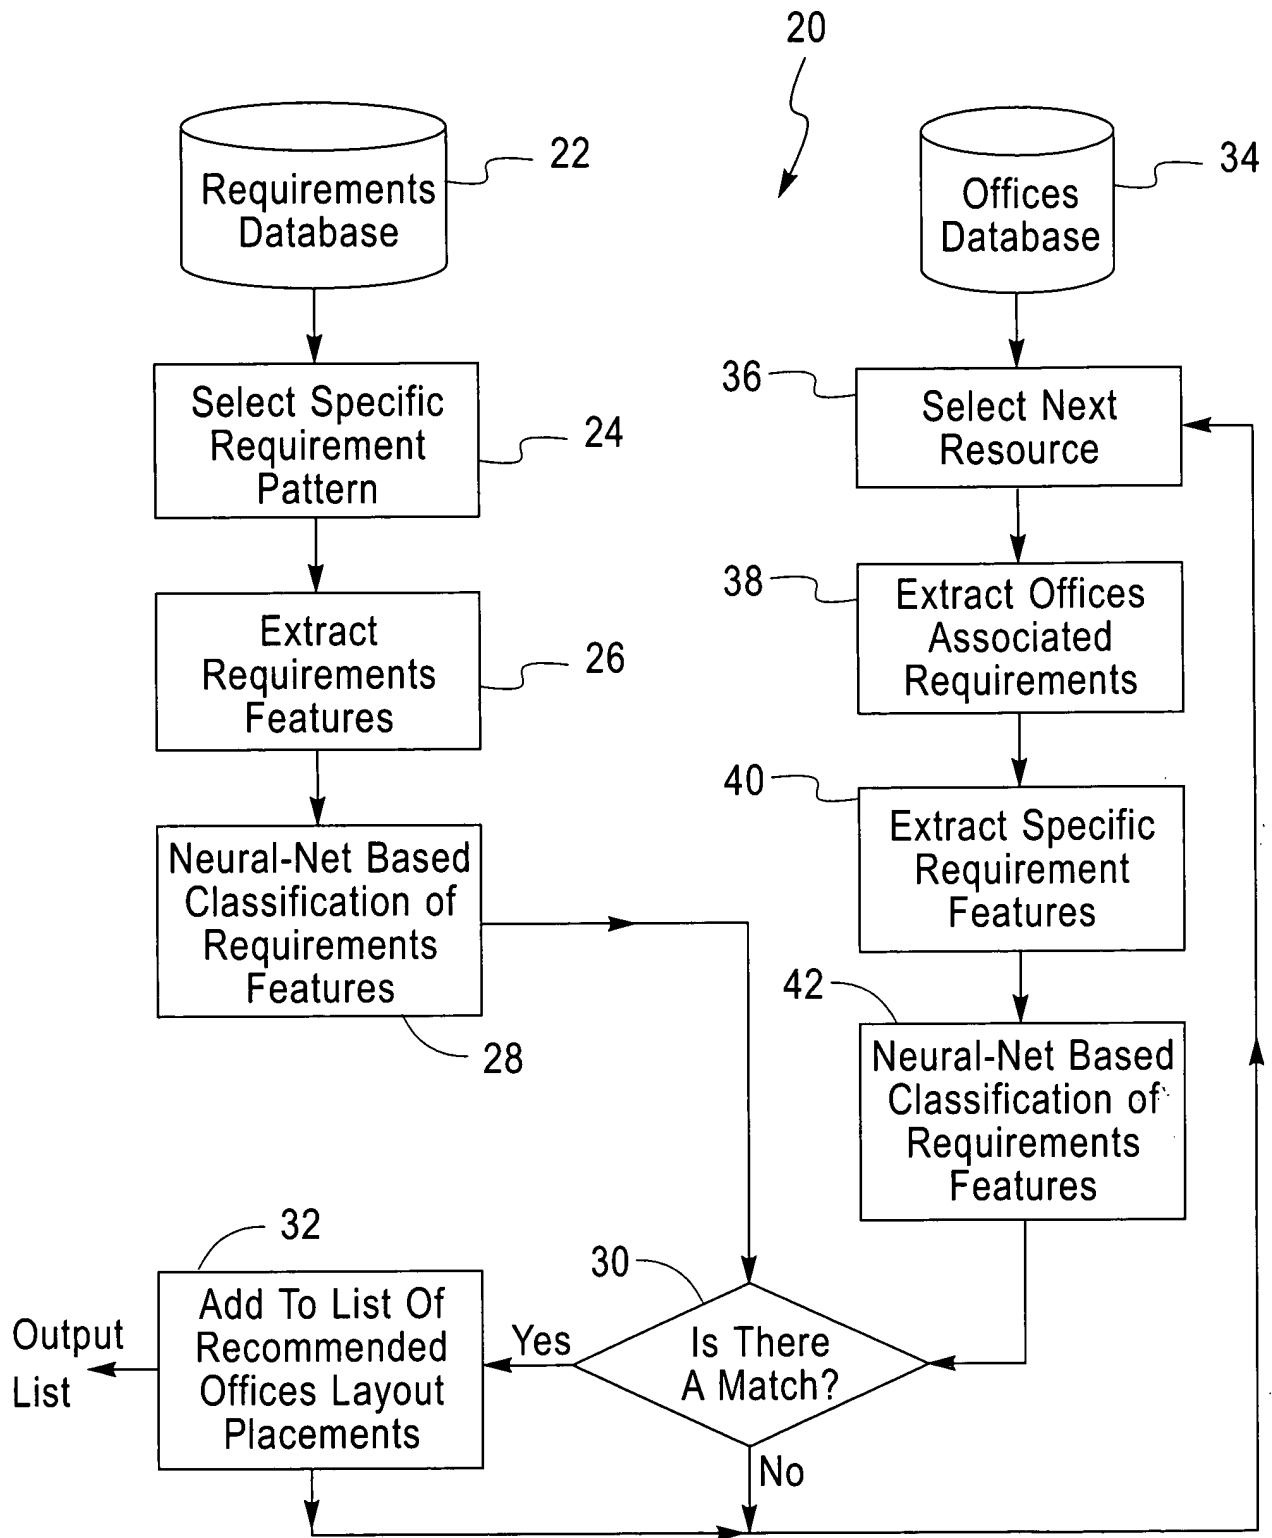 20
Requirements
Database
22
Offices
Database
34
Select Specific
Requirement
Pattern
24
36
Select Next
Resource
Extract
Requirements
Features
26
38
Extract Offices
Associated
Requirements
40
Extract Specific
Requirement
Features
Neural-Net Based
Classification of
Requirements
Features
28
42
Neural-Net Based
Classification of
Requirements
Features
32
Add To List Of
Recommended
Offices Layout
Placements
Output
List
Yes
30
Is There
A Match?
No